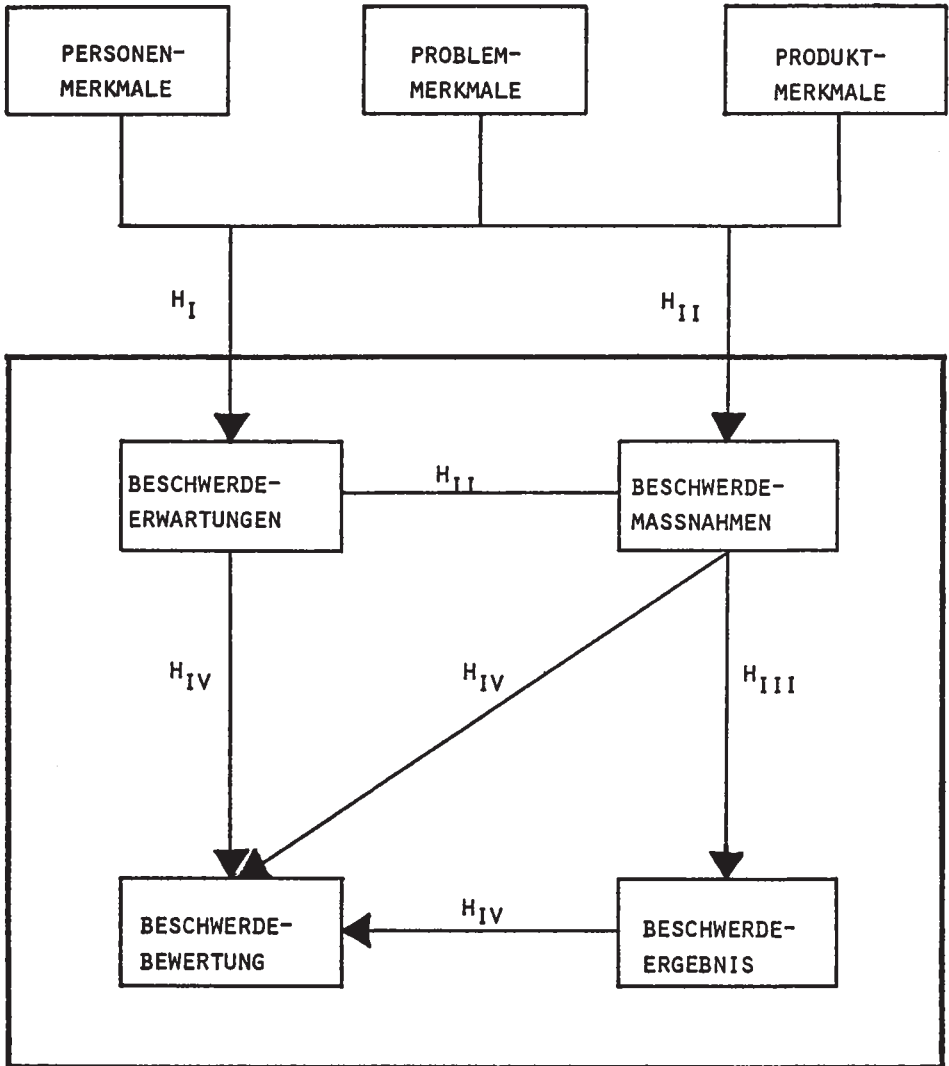 PERSONEN-
MERKMALE
PROBLEM-
MERKMALE
PRODUKT-
MERKMALE
H_I
H_II
BESCHWERDE-
ERWARTUNGEN
H_II
BESCHWERDE-
MASSNAHMEN
H_IV
H_IV
H_III
BESCHWERDE-
BEWERTUNG
H_IV
BESCHWERDE-
ERGEBNIS